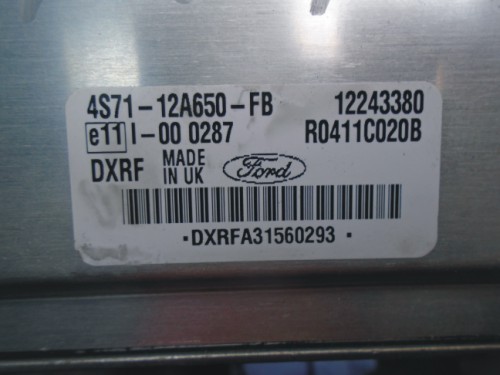 4S71-12A650-FB 12243380
e11 I-00 0287 R0411C020B
DXRF MADE IN UK Ford
·DXRFA31560293·